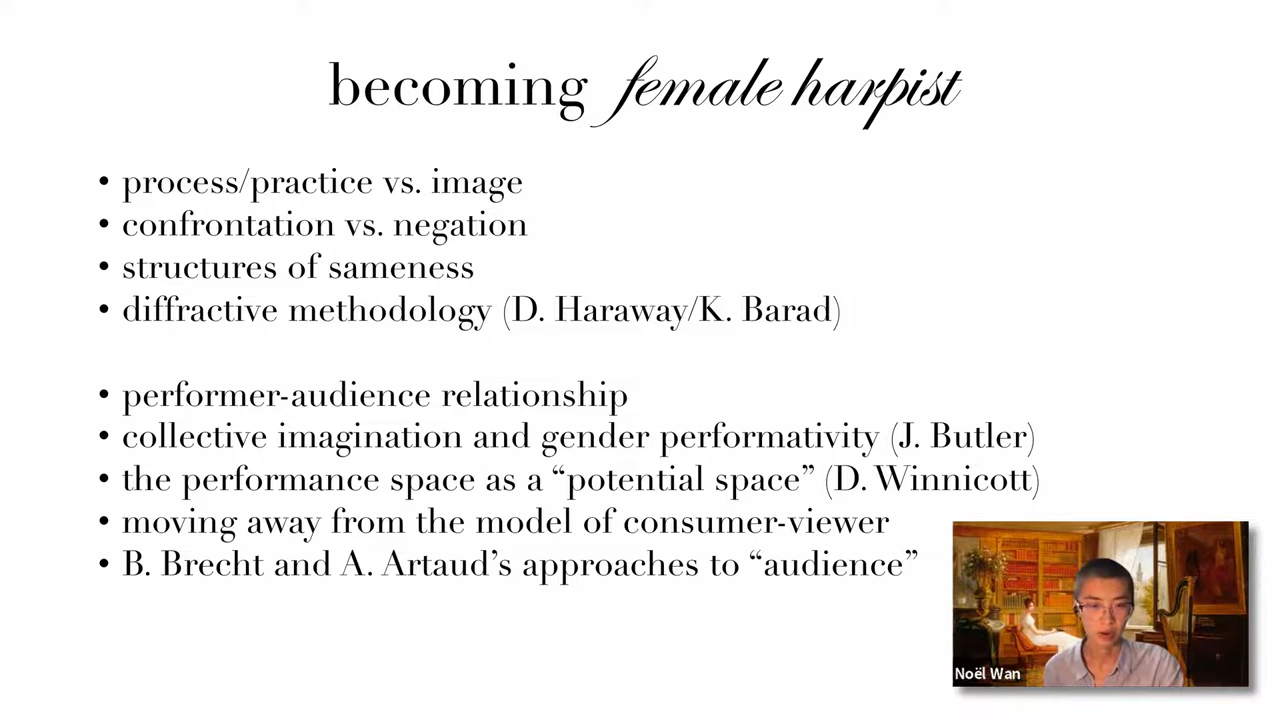 becoming female harpist
• process/practice vs. image
• confrontation vs. negation
• structures of sameness
• diffractive methodology (D. Haraway/K. Barad)
• performer-audience relationship
• collective imagination and gender performativity (J. Butler)
• the performance space as a “potential space” (D. Winnicott)
• moving away from the model of consumer-viewer
• B. Brecht and A. Artaud’s approaches to “audience”
Noël Wan